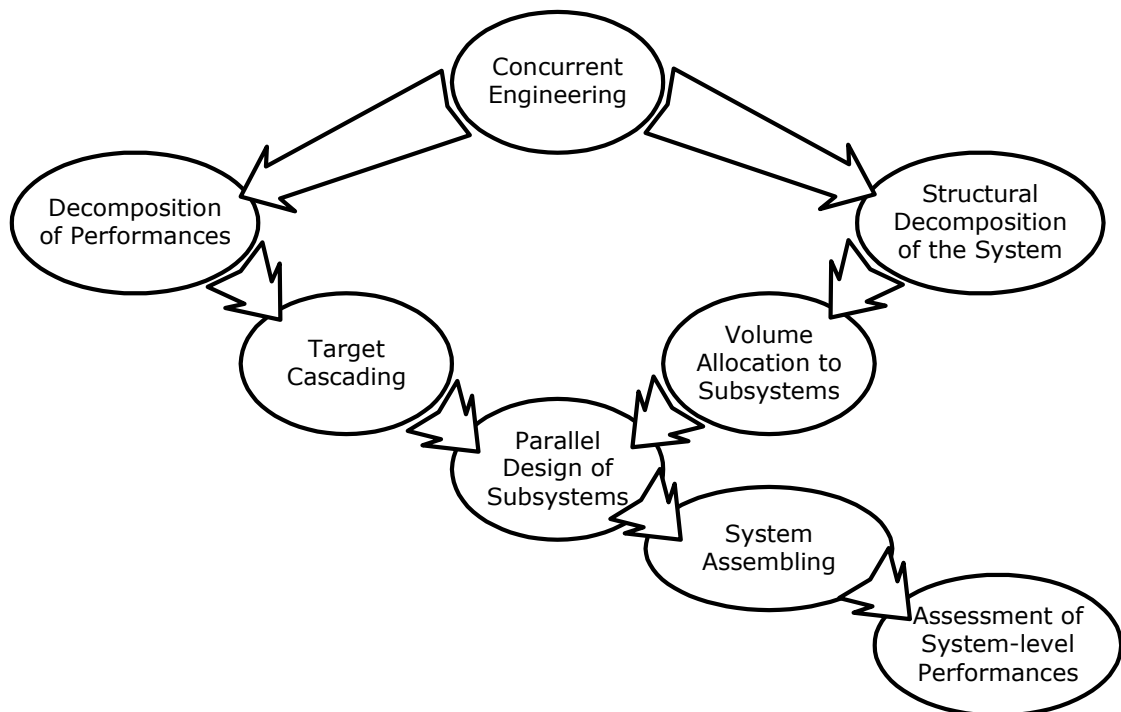 Concurrent
Engineering
Decomposition
of Performances
Structural
Decomposition
of the System
Target
Cascading
Volume
Allocation to
Subsystems
Parallel
Design of
Subsystems
System
Assembling
Assessment of
System-level
Performances